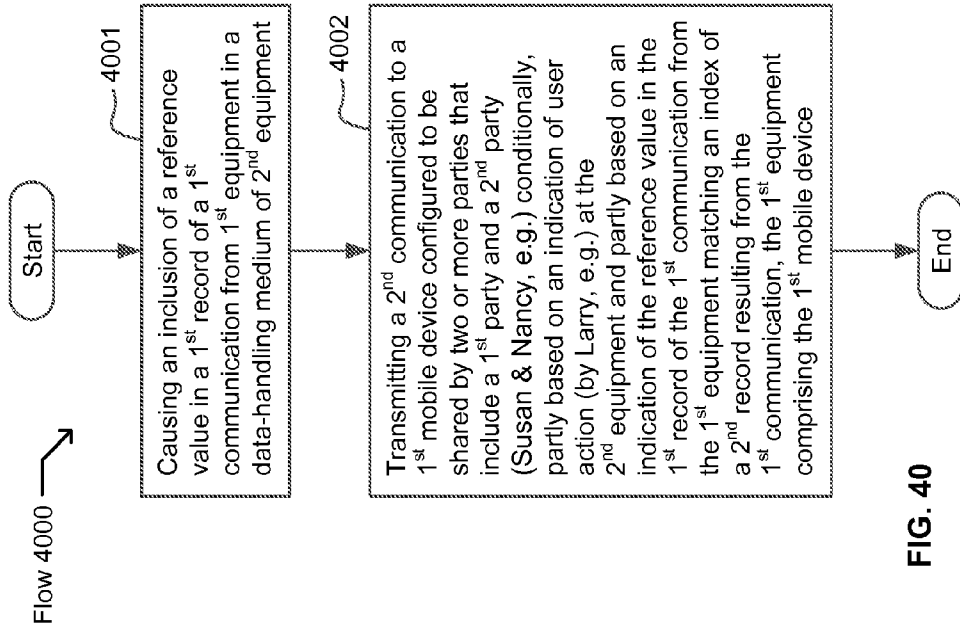 Flow 4000
Start
4001
Causing an inclusion of a reference
value in a 1st record of a 1st
communication from 1st equipment in a
data-handling medium of 2nd equipment
4002
Transmitting a 2nd communication to a
1st mobile device configured to be
shared by two or more parties that
include a 1st party and a 2nd party
(Susan & Nancy, e.g.) conditionally,
partly based on an indication of user
action (by Larry, e.g.) at the
2nd equipment and partly based on an
indication of the reference value in the
1st record of the 1st communication from
the 1st equipment matching an index of
a 2nd record resulting from the
1st communication, the 1st equipment
comprising the 1st mobile device
End
FIG. 40